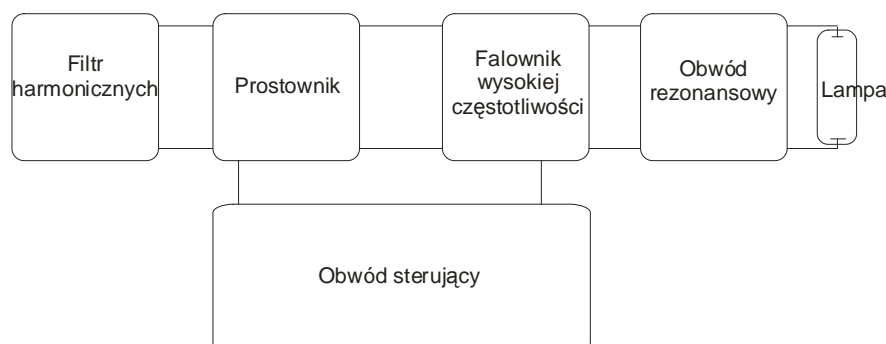 Filtr
harmonicznych
Prostownik
Falownik
wysokiej
częstotliwości
Obwód
rezonansowy
Lampa
Obwód sterujący